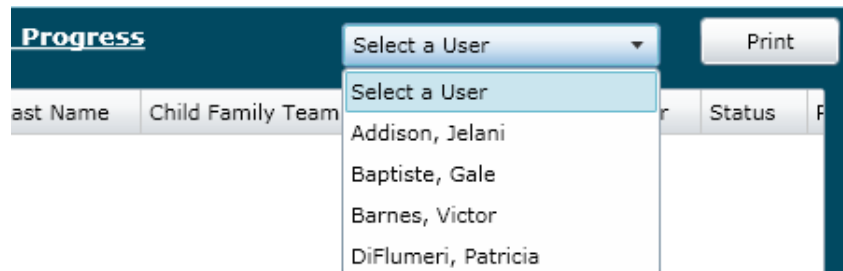 Progress
Select a User
Print
Select a User
ast Name
Child Family Team
r
Status
Addison, Jelani
Baptiste, Gale
Barnes, Victor
DiFlumeri, Patricia